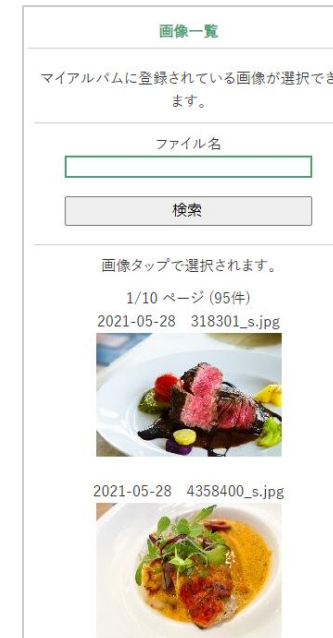 画像一覧
マイアルバムに登録されている画像が選択でき
ます。
ファイル名
検索
画像タップで選択されます。
1/10 ページ (95件)
2021-05-28 318301_s.jpg
2021-05-28 4358400_s.jpg